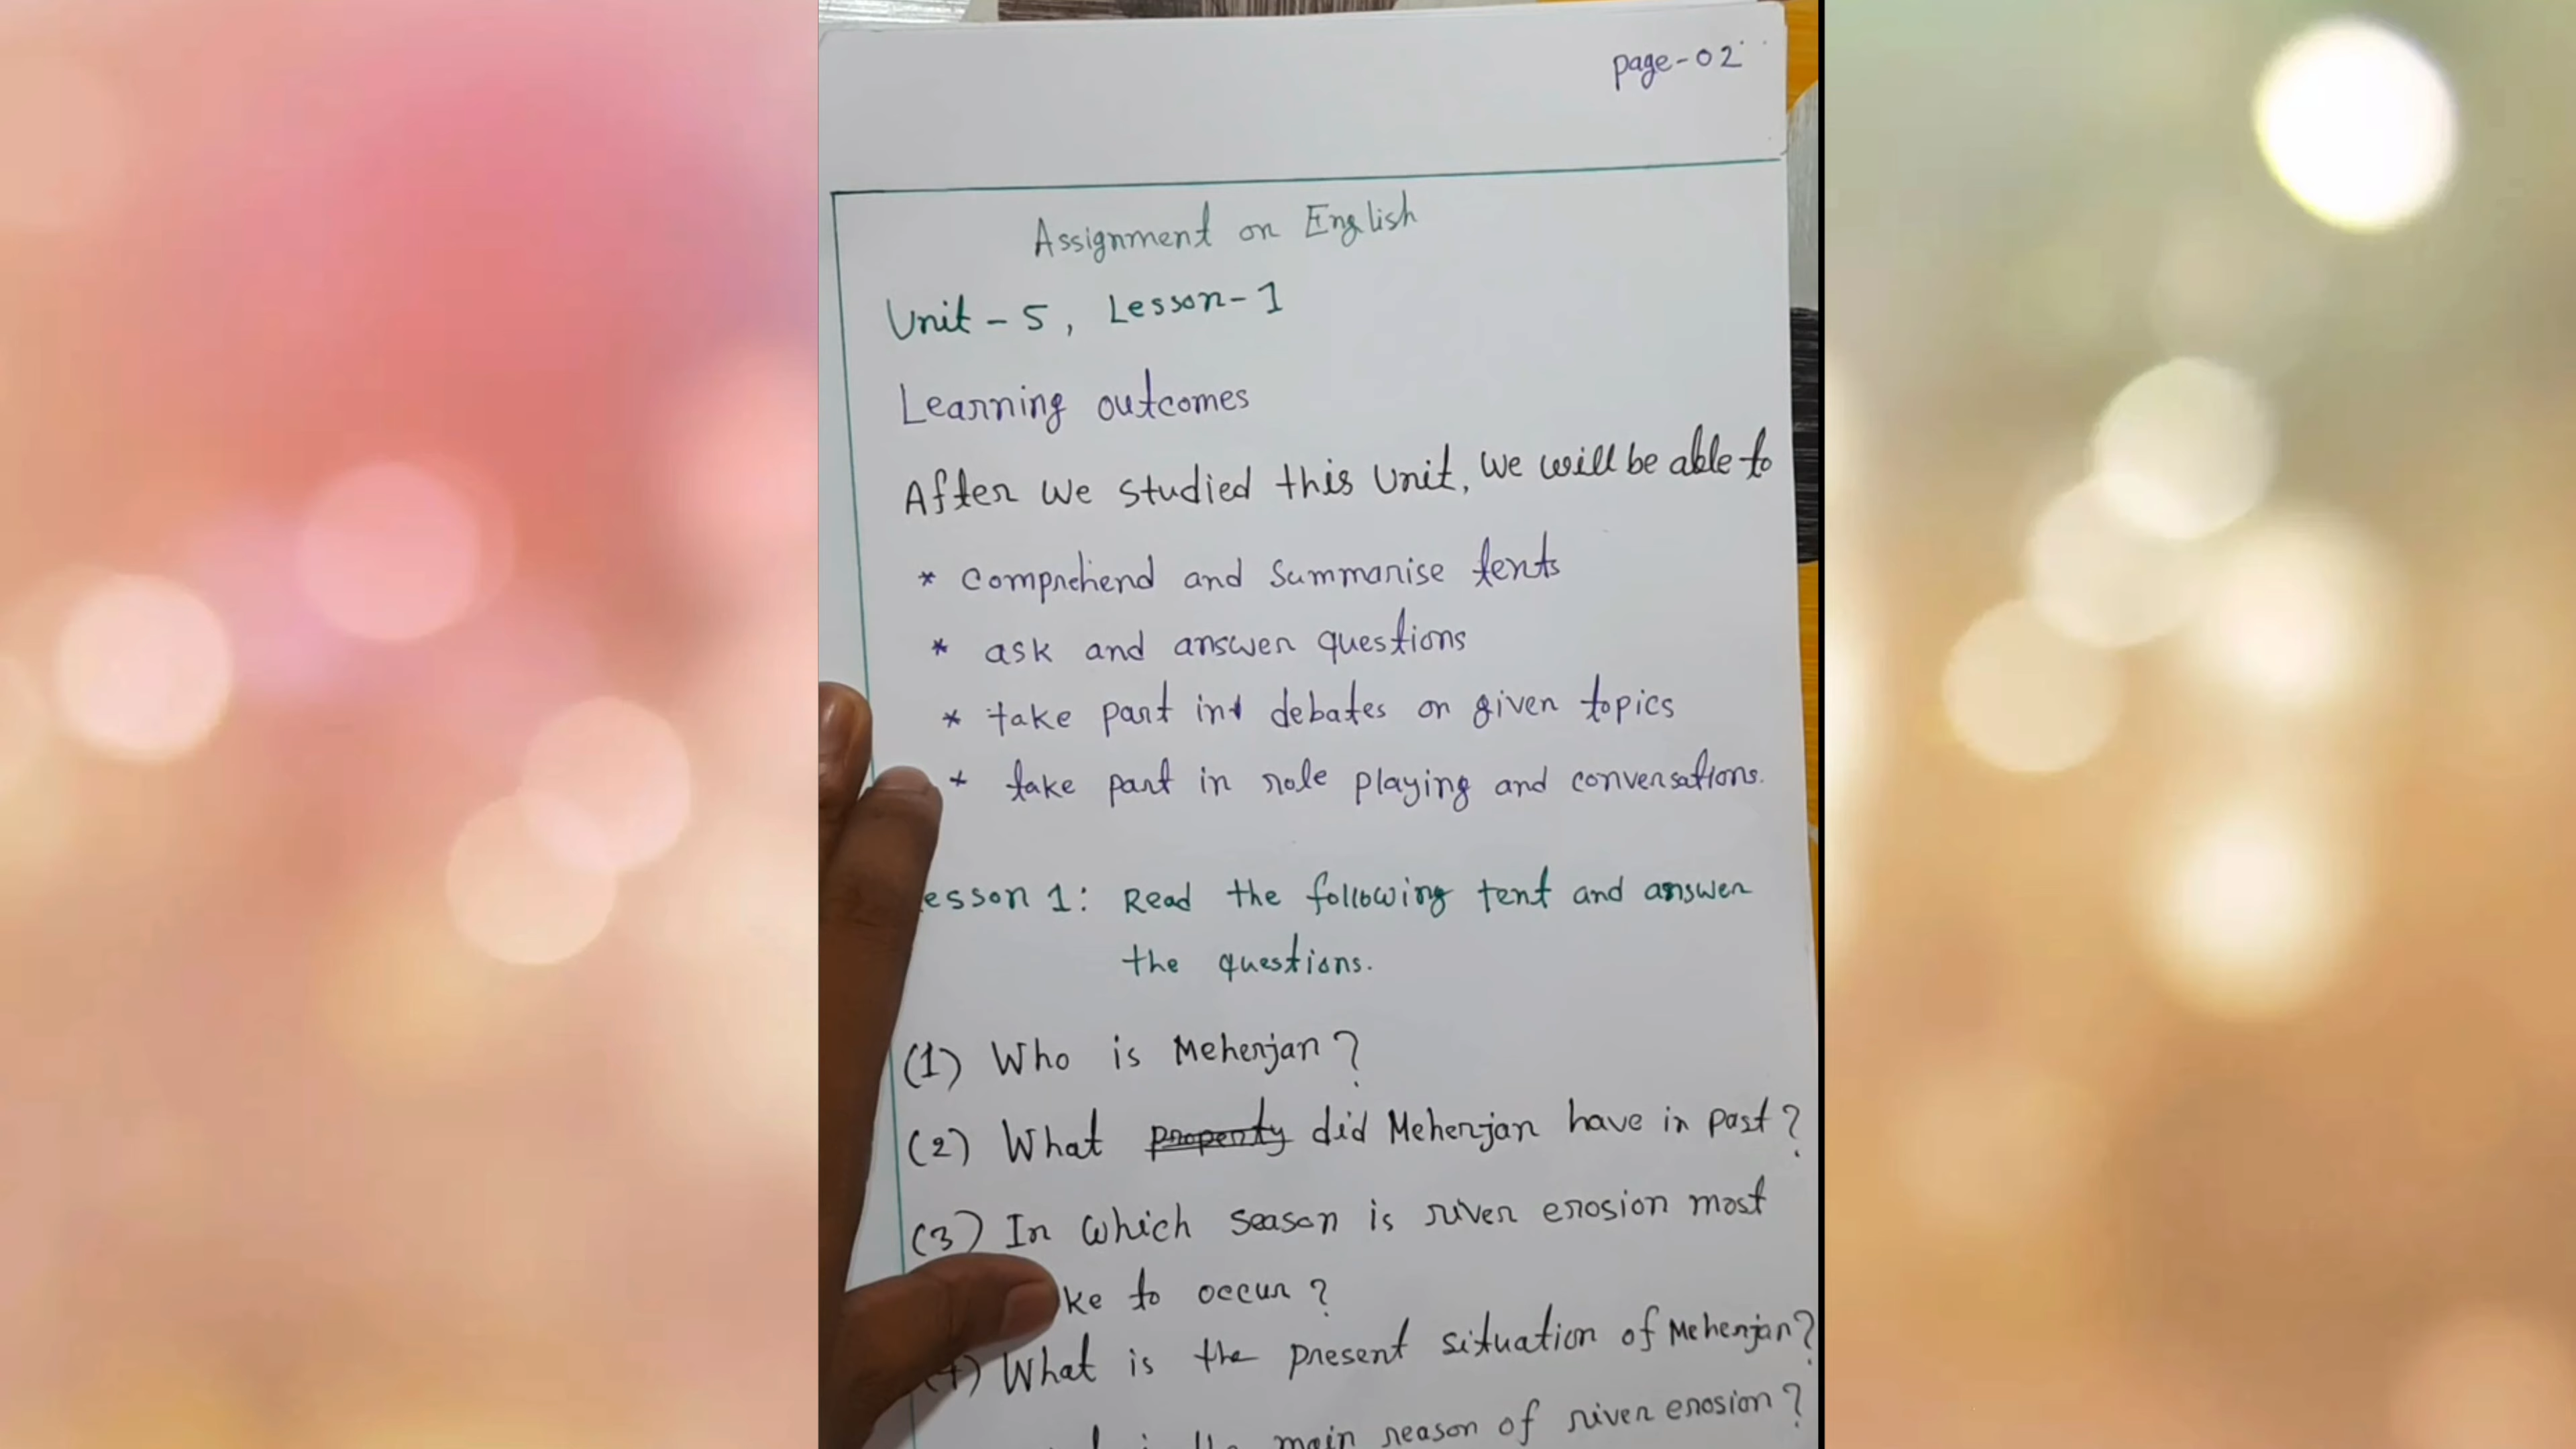 page-02
Assignment on English
Unit - 5, Lesson-1
Learning outcomes
After we studied this unit, we will be able to
* comprehend and summarise texts
* ask and answer questions
* take part in debates on given topics
* take part in role playing and conversations.
esson 1: Read the following text and answer
the questions.
(1) Who is Meherjan?
(2) What property did Meherjan have in past?
(3) In which season is river erosion most
ke to occur?
4) What is the present situation of Meherjan?
main reason of river erosion?